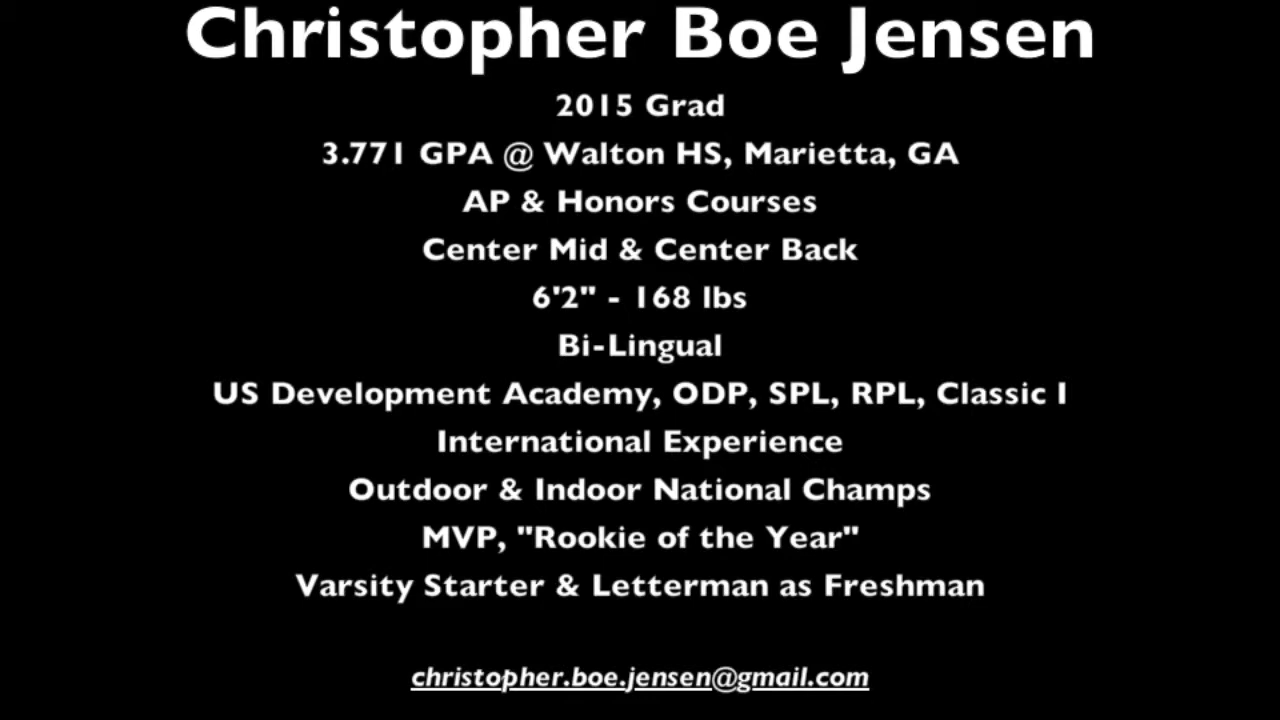 Christopher Boe Jensen
2015 Grad
3.771 GPA @ Walton HS, Marietta, GA
AP & Honors Courses
Center Mid & Center Back
6'2" - 168 lbs
Bi-Lingual
US Development Academy, ODP, SPL, RPL, Classic I
International Experience
Outdoor & Indoor National Champs
MVP, "Rookie of the Year"
Varsity Starter & Letterman as Freshman
christopher.boe.jensen@gmail.com